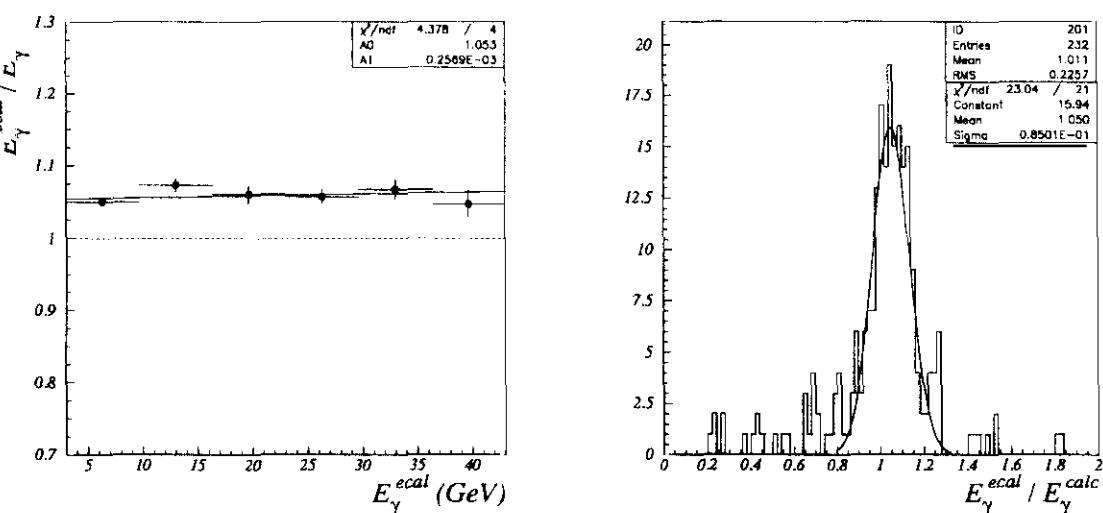 1.3
1.2
1.1
1
0.9
0.8
0.7
E_γ^ecal / E_γ
χ²/ndf 4.378 / 4
A0 1.053
A1 0.2569E-03
5 10 15 20 25 30 35 40
E_γ^ecal (GeV)
20
17.5
15
12.5
10
7.5
5
2.5
0
ID 201
Entries 232
Mean 1.011
RMS 0.2257
χ²/ndf 23.04 / 21
Constant 15.94
Mean 1.050
Sigma 0.8501E-01
0 0.2 0.4 0.6 0.8 1 1.2 1.4 1.6 1.8 2
E_γ^ecal / E_γ^calc